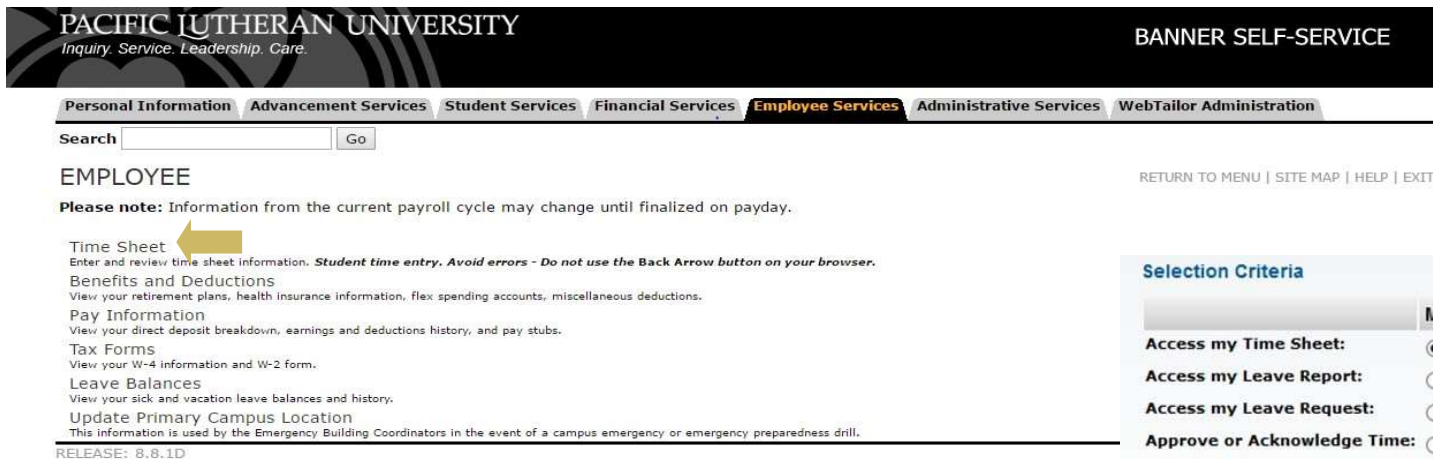 PACIFIC LUTHERAN UNIVERSITY
Inquiry. Service. Leadership. Care.
BANNER SELF-SERVICE
Personal Information Advancement Services Student Services Financial Services Employee Services Administrative Services WebTailor Administration
Search Go
EMPLOYEE
RETURN TO MENU | SITE MAP | HELP | EXIT
Please note: Information from the current payroll cycle may change until finalized on payday.
Time Sheet
Enter and review time sheet information. Student time entry. Avoid errors - Do not use the Back Arrow button on your browser.
Benefits and Deductions
View your retirement plans, health insurance information, flex spending accounts, miscellaneous deductions.
Pay Information
View your direct deposit breakdown, earnings and deductions history, and pay stubs.
Tax Forms
View your W-4 information and W-2 form.
Leave Balances
View your sick and vacation leave balances and history.
Update Primary Campus Location
This information is used by the Emergency Building Coordinators in the event of a campus emergency or emergency preparedness drill.
RELEASE: 8.8.1D
Selection Criteria
Access my Time Sheet:
Access my Leave Report:
Access my Leave Request:
Approve or Acknowledge Time: